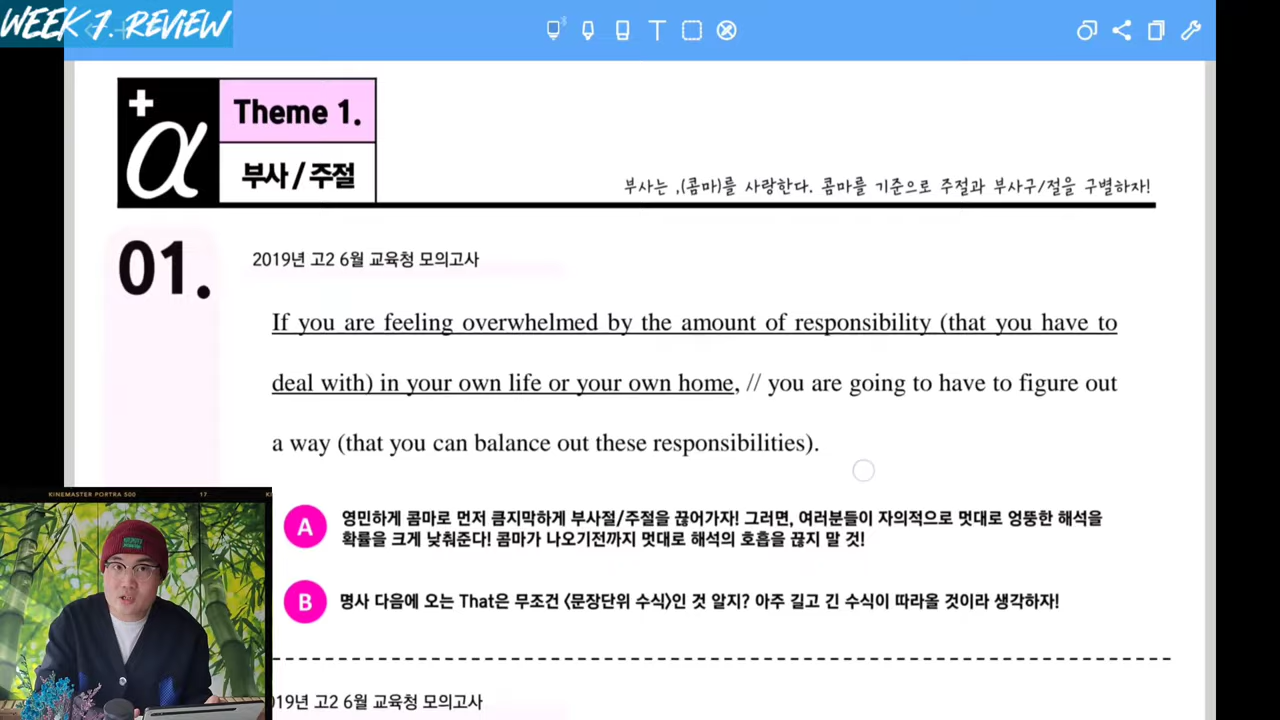 WEEK 7. REVIEW
+
α
Theme 1.
부사 / 주절
부사는 ,(콤마)를 사랑한다. 콤마를 기준으로 주절과 부사구/절을 구별하자!
01.
2019년 고2 6월 교육청 모의고사
If you are feeling overwhelmed by the amount of responsibility (that you have to
deal with) in your own life or your own home, // you are going to have to figure out
a way (that you can balance out these responsibilities).
A
영민하게 콤마로 먼저 큼지막하게 부사절/주절을 끊어가자! 그러면, 여러분들이 자의적으로 멋대로 엉뚱한 해석을
확률을 크게 낮춰준다! 콤마가 나오기전까지 멋대로 해석의 호흡을 끊지 말 것!
B
명사 다음에 오는 That은 무조건 <문장단위 수식>인 것 알지? 아주 길고 긴 수식이 따라올 것이라 생각하자!
KINEMASTER PORTRA 500
17
019년 고2 6월 교육청 모의고사